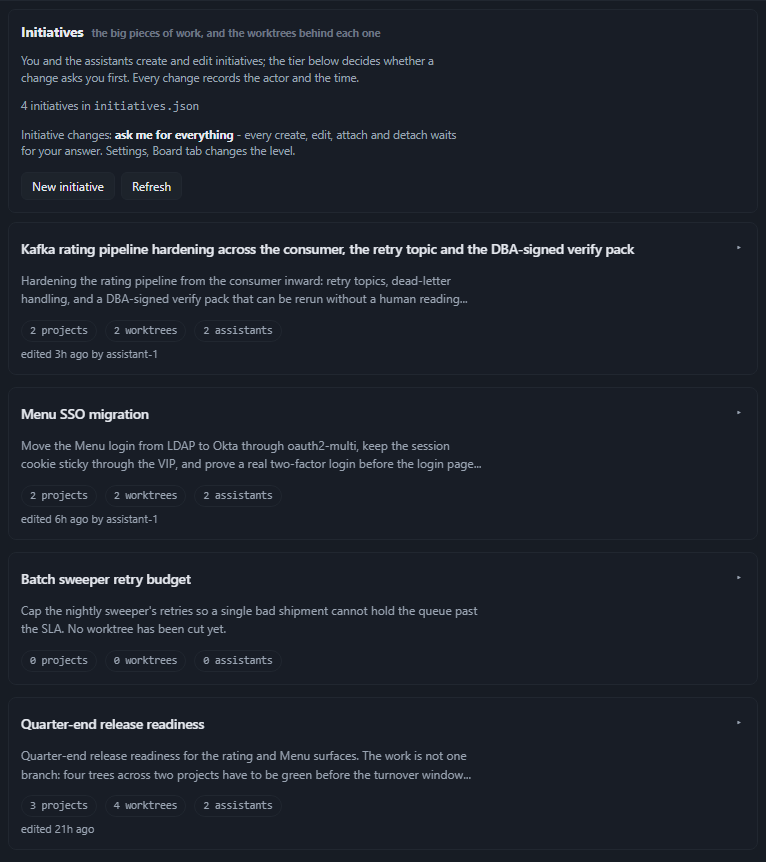 Initiatives the big pieces of work, and the worktrees behind each one
You and the assistants create and edit initiatives; the tier below decides whether a
change asks you first. Every change records the actor and the time.
4 initiatives in initiatives.json
Initiative changes: ask me for everything - every create, edit, attach and detach waits
for your answer. Settings, Board tab changes the level.
New initiative Refresh
Kafka rating pipeline hardening across the consumer, the retry topic and the DBA-signed verify pack
Hardening the rating pipeline from the consumer inward: retry topics, dead-letter
handling, and a DBA-signed verify pack that can be rerun without a human reading...
2 projects 2 worktrees 2 assistants
edited 3h ago by assistant-1
Menu SSO migration
Move the Menu login from LDAP to Okta through oauth2-multi, keep the session
cookie sticky through the VIP, and prove a real two-factor login before the login page...
2 projects 2 worktrees 2 assistants
edited 6h ago by assistant-1
Batch sweeper retry budget
Cap the nightly sweeper's retries so a single bad shipment cannot hold the queue past
the SLA. No worktree has been cut yet.
0 projects 0 worktrees 0 assistants
Quarter-end release readiness
Quarter-end release readiness for the rating and Menu surfaces. The work is not one
branch: four trees across two projects have to be green before the turnover window...
3 projects 4 worktrees 2 assistants
edited 21h ago